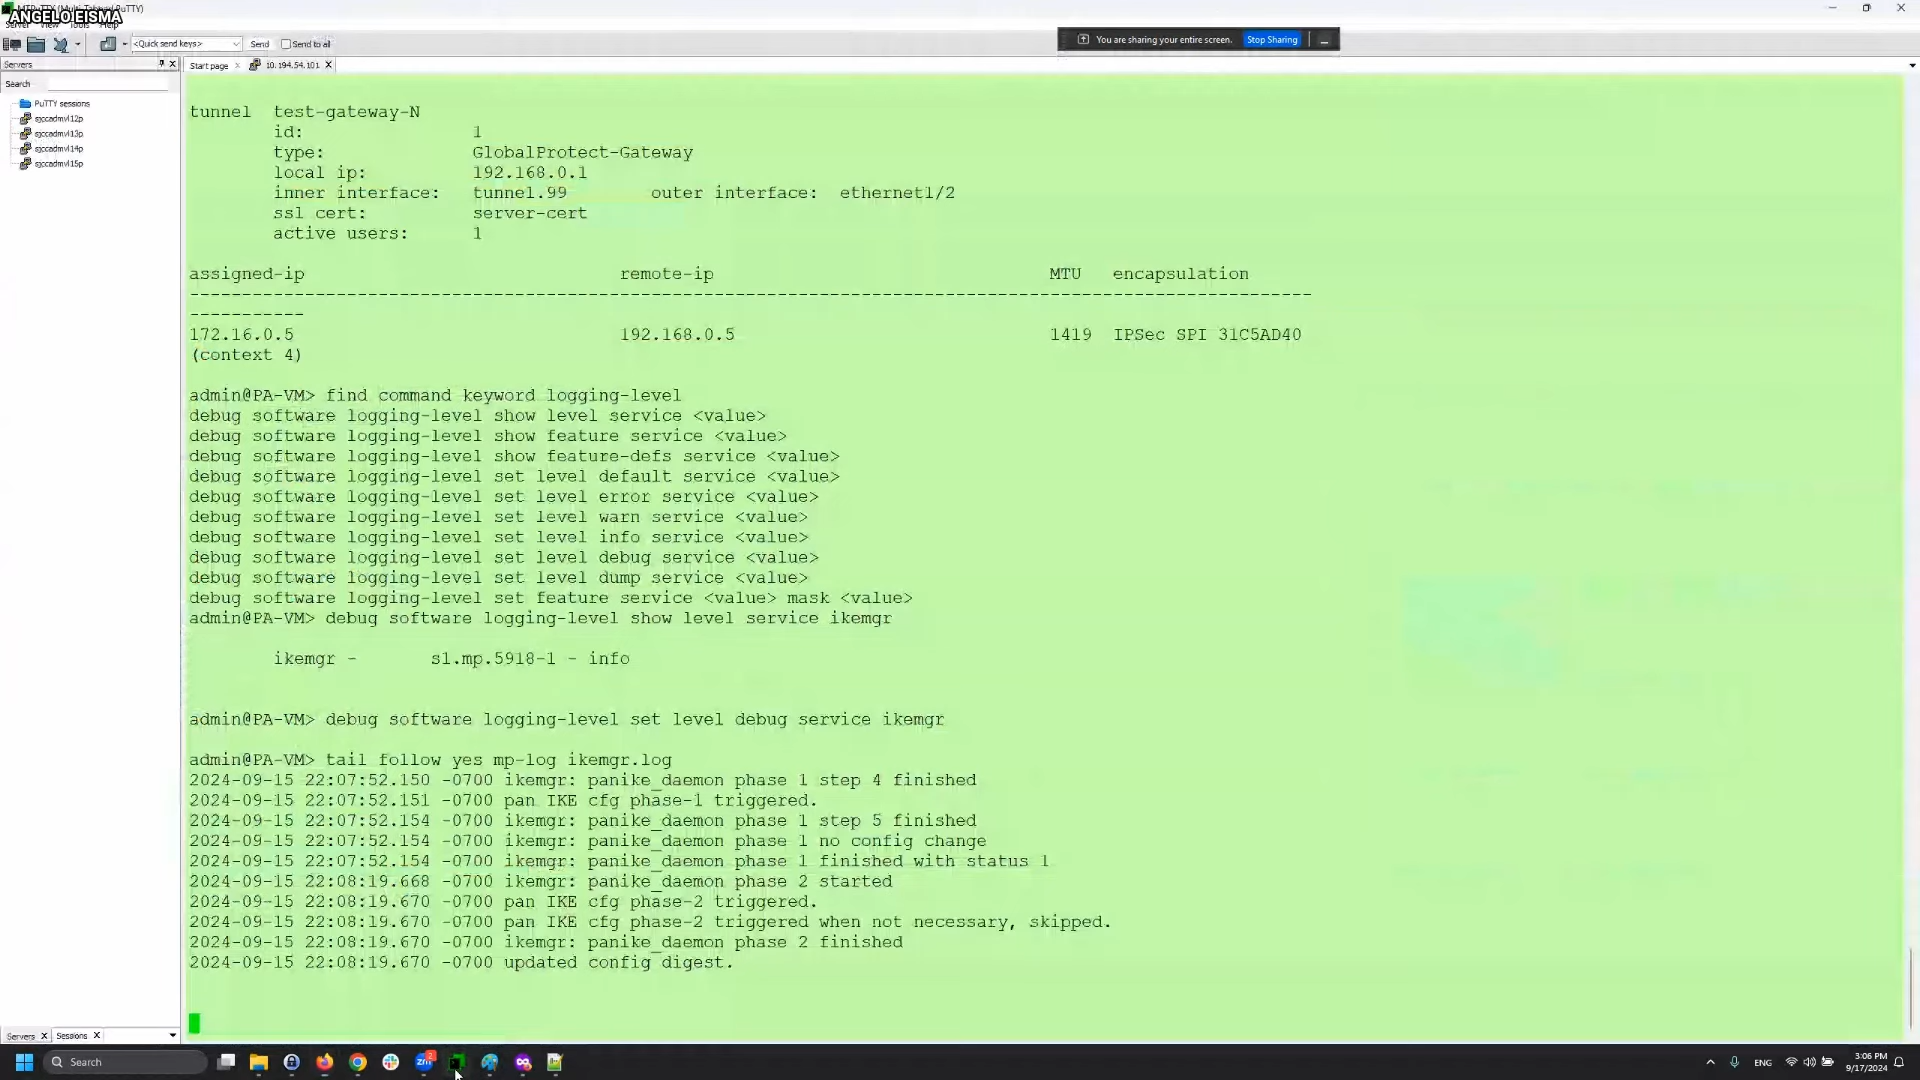 MTPuTTY (Multi-Tabbed PuTTY)
ANGELO EISMA
Server View Tools Help
<Quick send keys> Send Send to all
You are sharing your entire screen. Stop Sharing
Servers
Start page 10.194.54.101
Search
PuTTY sessions
sjccadmvl12p
sjccadmvl13p
sjccadmvl14p
sjccadmvl15p
tunnel test-gateway-N
id: 1
type: GlobalProtect-Gateway
local ip: 192.168.0.1
inner interface: tunnel.99 outer interface: ethernet1/2
ssl cert: server-cert
active users: 1
assigned-ip remote-ip MTU encapsulation
-----------------------------------------------------------------------------------------------------------
-----------
172.16.0.5 192.168.0.5 1419 IPSec SPI 31C5AD40
(context 4)
admin@PA-VM> find command keyword logging-level
debug software logging-level show level service <value>
debug software logging-level show feature service <value>
debug software logging-level show feature-defs service <value>
debug software logging-level set level default service <value>
debug software logging-level set level error service <value>
debug software logging-level set level warn service <value>
debug software logging-level set level info service <value>
debug software logging-level set level debug service <value>
debug software logging-level set level dump service <value>
debug software logging-level set feature service <value> mask <value>
admin@PA-VM> debug software logging-level show level service ikemgr
ikemgr - s1.mp.5918-1 - info
admin@PA-VM> debug software logging-level set level debug service ikemgr
admin@PA-VM> tail follow yes mp-log ikemgr.log
2024-09-15 22:07:52.150 -0700 ikemgr: panike_daemon phase 1 step 4 finished
2024-09-15 22:07:52.151 -0700 pan IKE cfg phase-1 triggered.
2024-09-15 22:07:52.154 -0700 ikemgr: panike_daemon phase 1 step 5 finished
2024-09-15 22:07:52.154 -0700 ikemgr: panike_daemon phase 1 no config change
2024-09-15 22:07:52.154 -0700 ikemgr: panike_daemon phase 1 finished with status 1
2024-09-15 22:08:19.668 -0700 ikemgr: panike_daemon phase 2 started
2024-09-15 22:08:19.670 -0700 pan IKE cfg phase-2 triggered.
2024-09-15 22:08:19.670 -0700 pan IKE cfg phase-2 triggered when not necessary, skipped.
2024-09-15 22:08:19.670 -0700 ikemgr: panike_daemon phase 2 finished
2024-09-15 22:08:19.670 -0700 updated config digest.
Servers Sessions
Search
ENG
3:06 PM
9/17/2024